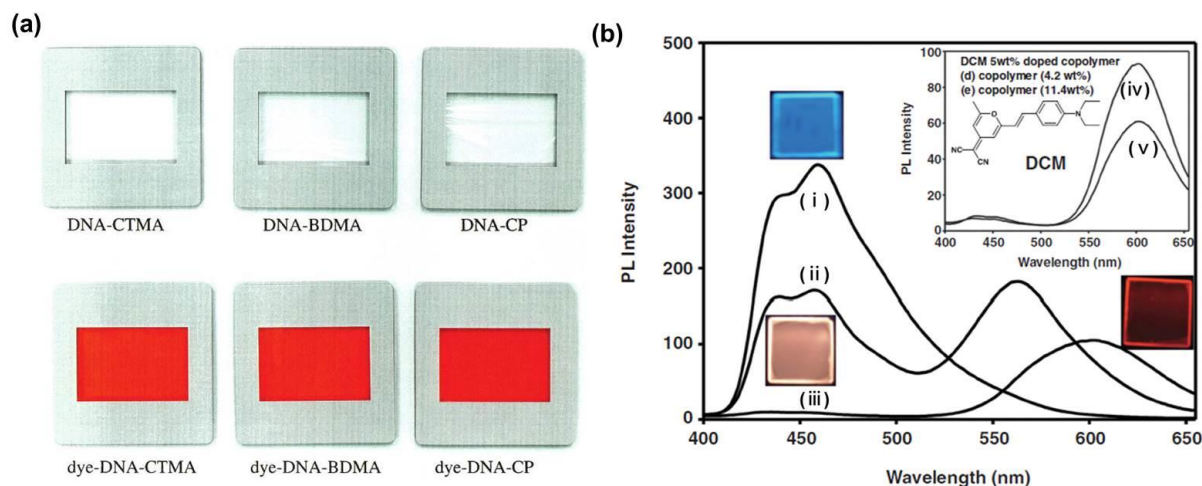 (a)
DNA-CTMA
DNA-BDMA
DNA-CP
dye-DNA-CTMA
dye-DNA-BDMA
dye-DNA-CP
(b)
500
400
300
200
100
0
PL Intensity
400
450
500
550
600
650
Wavelength (nm)
(i)
(ii)
(iii)
100
80
60
40
20
0
PL Intensity
DCM 5wt% doped copolymer
(d) copolymer (4.2 wt%)
(e) copolymer (11.4wt%)
O
N
NC
CN
DCM
(iv)
(v)
400
450
500
550
600
650
Wavelength (nm)